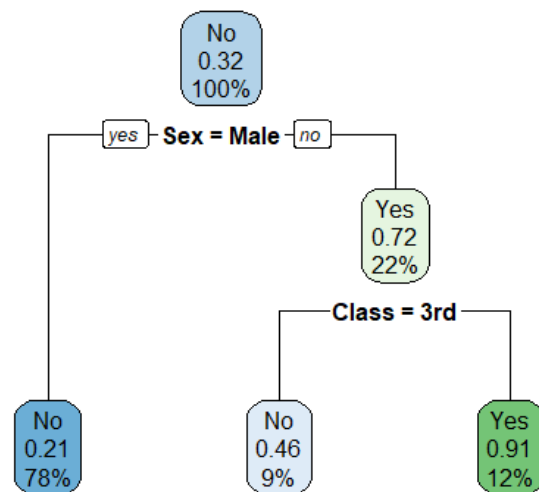 No
0.32
100%
yes Sex = Male no
Yes
0.72
22%
Class = 3rd
No
0.21
78%
No
0.46
9%
Yes
0.91
12%